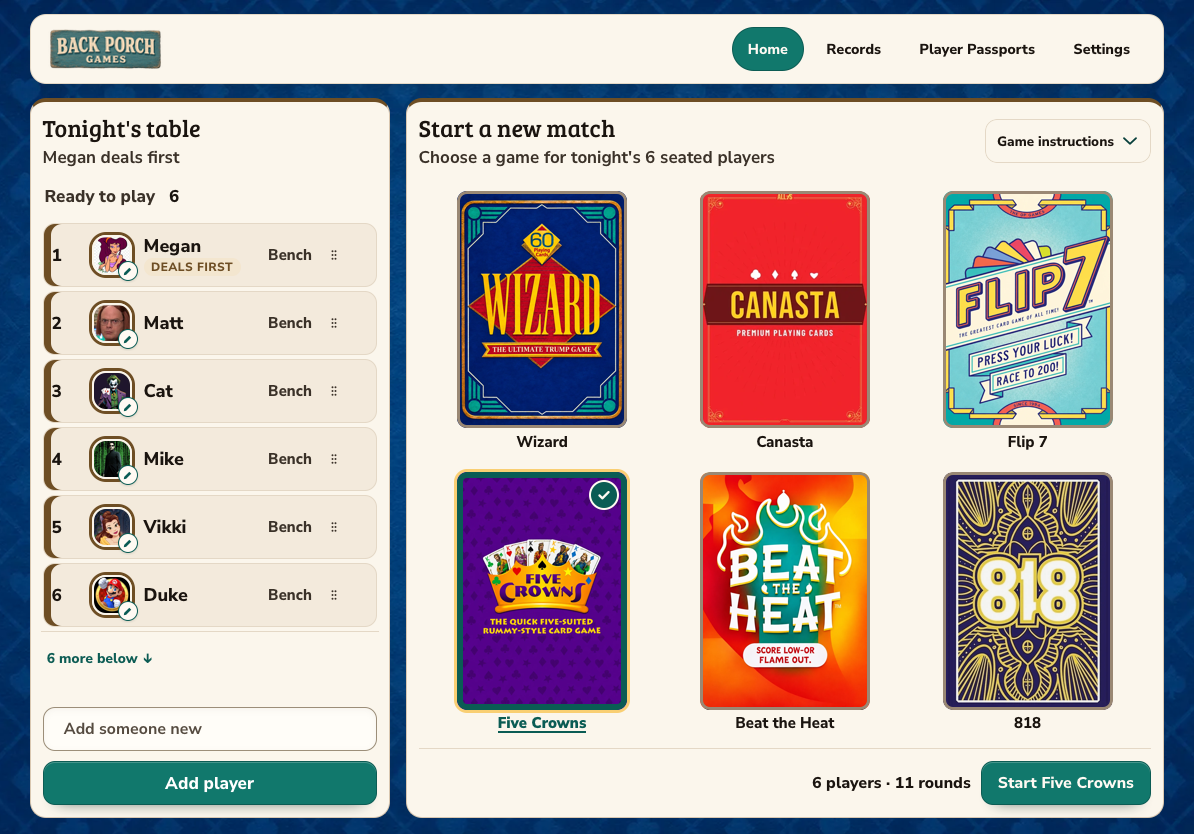 BACK PORCH
GAMES
Home
Records
Player Passports
Settings
Tonight's table
Megan deals first
Ready to play 6
1
Megan
DEALS FIRST
Bench
2
Matt
Bench
3
Cat
Bench
4
Mike
Bench
5
Vikki
Bench
6
Duke
Bench
6 more below ↓
Add someone new
Add player
Start a new match
Choose a game for tonight's 6 seated players
Game instructions
60
Playing
Cards
WIZARD
THE ULTIMATE TRUMP GAME
Wizard
CANASTA
PREMIUM PLAYING CARDS
Canasta
FLIP 7
THE GREATEST CARD GAME OF ALL TIME!
PRESS YOUR LUCK!
RACE TO 200!
Flip 7
FIVE
CROWNS
THE QUICK FIVE-SUITED
RUMMY-STYLE CARD GAME
Five Crowns
BEAT
THE
HEAT
SCORE LOW-OR
FLAME OUT.
Beat the Heat
818
818
6 players · 11 rounds
Start Five Crowns